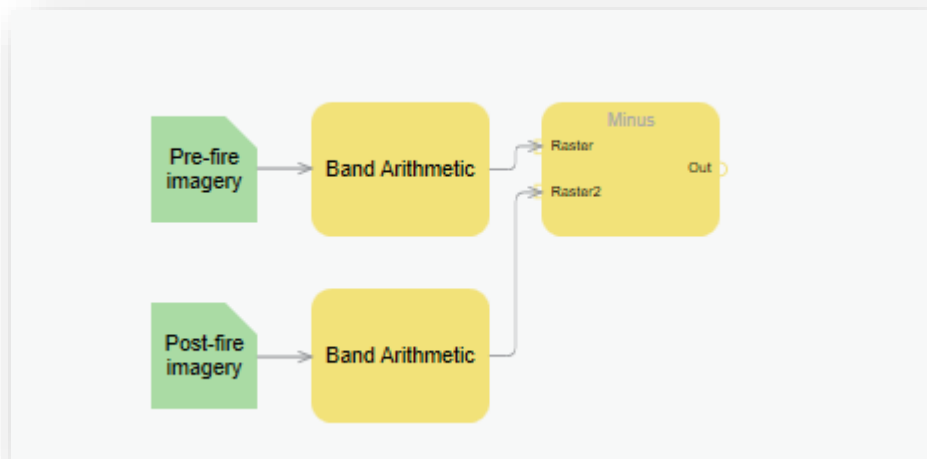 Pre-fire
imagery
Band Arithmetic
Minus
Raster
Out
Raster2
Post-fire
imagery
Band Arithmetic